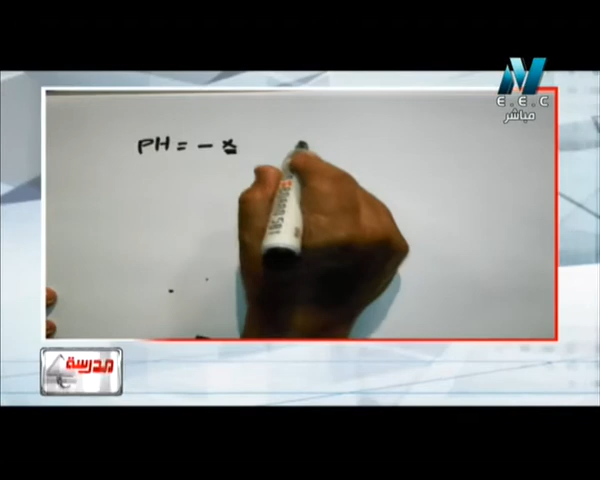 E.E.C
مباشر
PH = - x
مدرسة